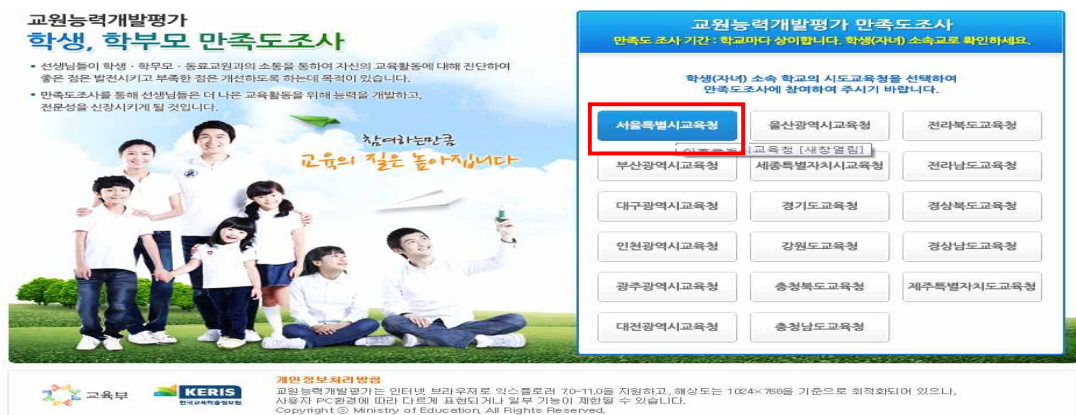 교원능력개발평가
학생, 학부모 만족도조사
• 선생님들이 학생 · 학부모 · 동료교원과의 소통을 통하여 자신의 교육활동에 대해 진단하여
좋은 점은 발전시키고 부족한 점은 개선하도록 하는데 목적이 있습니다.
• 만족도조사를 통해 선생님들은 더 나은 교육활동을 위해 능력을 개발하고,
전문성을 신장시키게 될 것입니다.
참여하는만큼
교육의 질은 높아집니다
교원능력개발평가 만족도조사
만족도 조사 기간 : 학교마다 상이합니다. 학생(자녀) 소속교로 확인하세요.
학생(자녀) 소속 학교의 시도교육청을 선택하여
만족도조사에 참여하여 주시기 바랍니다.
서울특별시교육청 울산광역시교육청 전라북도교육청
시교육청 [새창열림]
부산광역시교육청 세종특별자치시교육청 전라남도교육청
대구광역시교육청 경기도교육청 경상북도교육청
인천광역시교육청 강원도교육청 경상남도교육청
광주광역시교육청 충청북도교육청 제주특별자치도교육청
대전광역시교육청 충청남도교육청
교육부 KERIS
한국교육학술정보원
개인정보처리방침
교원능력개발평가는 인터넷 브라우저로 익스플로러 7.0~11.0을 지원하고, 해상도는 1024×768을 기준으로 최적화되어 있으나,
사용자 PC환경에 따라 다르게 표현되거나 일부 기능이 제한될 수 있습니다.
Copyright ⓒ Ministry of Education, All Rights Reserved.